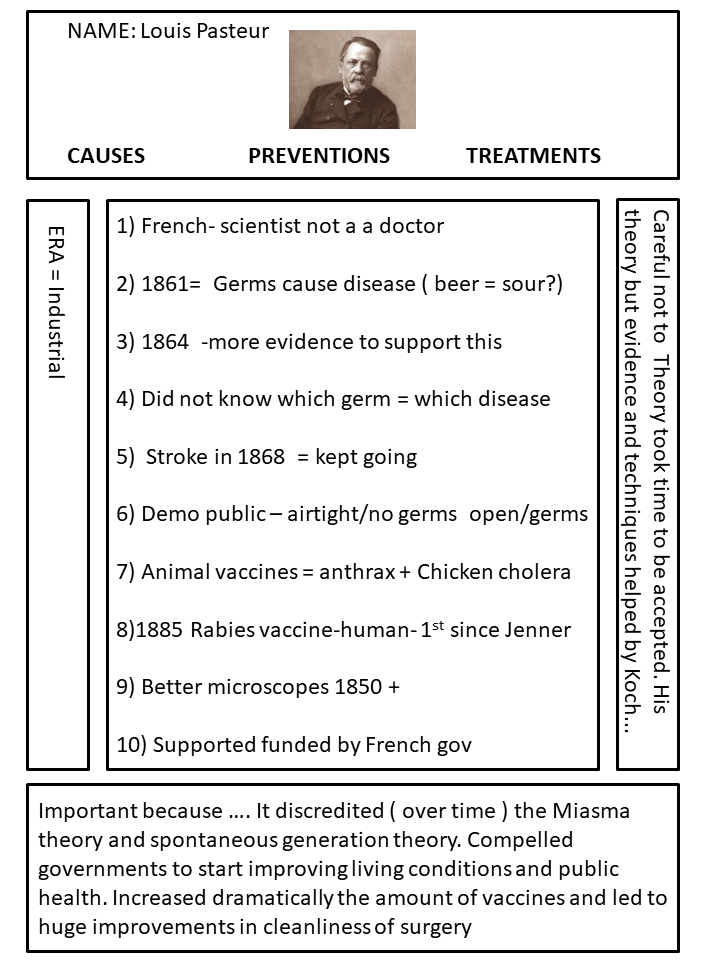 NAME: Louis Pasteur
CAUSES PREVENTIONS TREATMENTS
ERA = Industrial
1) French- scientist not a a doctor
2) 1861= Germs cause disease ( beer = sour?)
3) 1864 -more evidence to support this
4) Did not know which germ = which disease
5) Stroke in 1868 = kept going
6) Demo public – airtight/no germs open/germs
7) Animal vaccines = anthrax + Chicken cholera
8)1885 Rabies vaccine-human- 1st since Jenner
9) Better microscopes 1850 +
10) Supported funded by French gov
Careful not to Theory took time to be accepted. His
theory but evidence and techniques helped by Koch...
Important because …. It discredited ( over time ) the Miasma
theory and spontaneous generation theory. Compelled
governments to start improving living conditions and public
health. Increased dramatically the amount of vaccines and led to
huge improvements in cleanliness of surgery